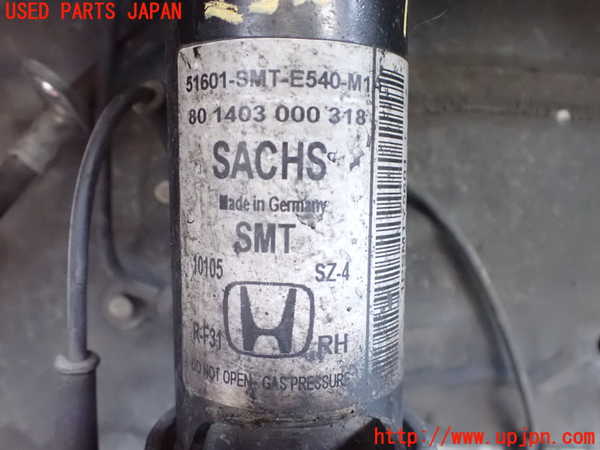 USED PARTS JAPAN
51601-SMT-E540-M1
80 1403 000 318
SACHS
Made in Germany
SMT
10105 SZ-4
R-F31 RH
DO NOT OPEN - GAS PRESSURE
http://www.upjpn.com/